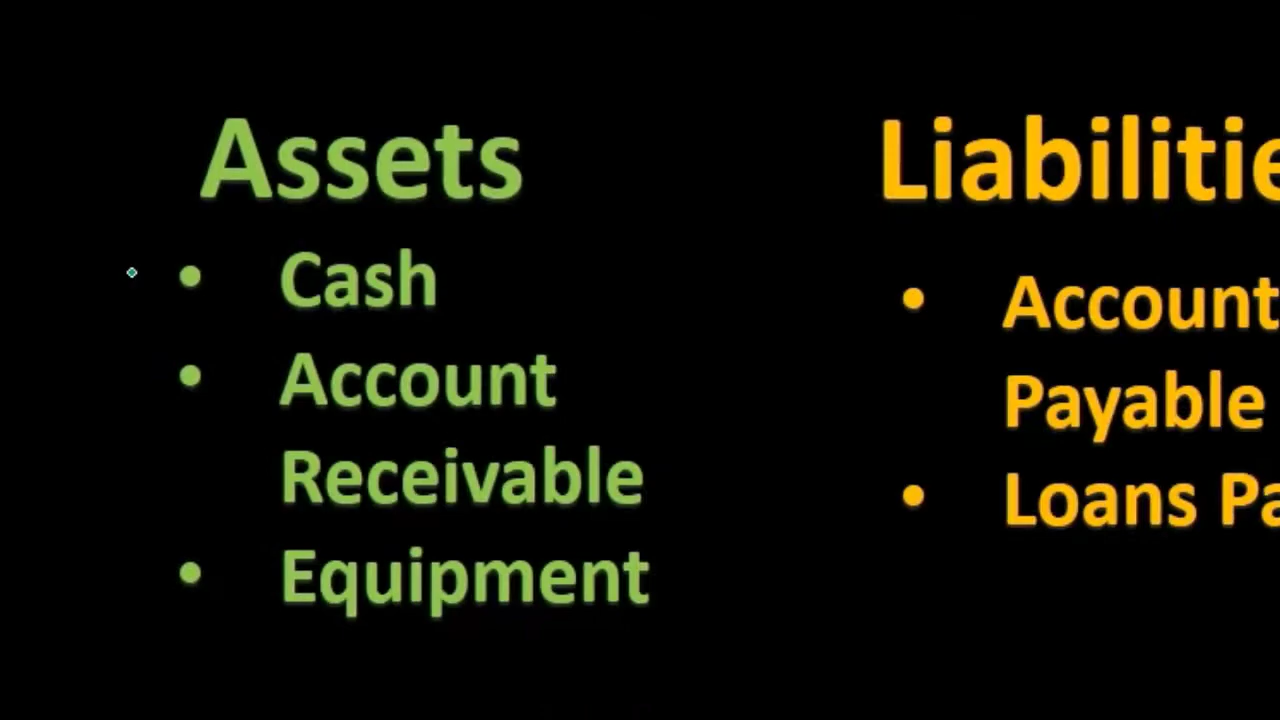 Assets
• Cash
• Account
Receivable
• Equipment
Liabilitie
• Account
Payable
• Loans Pa